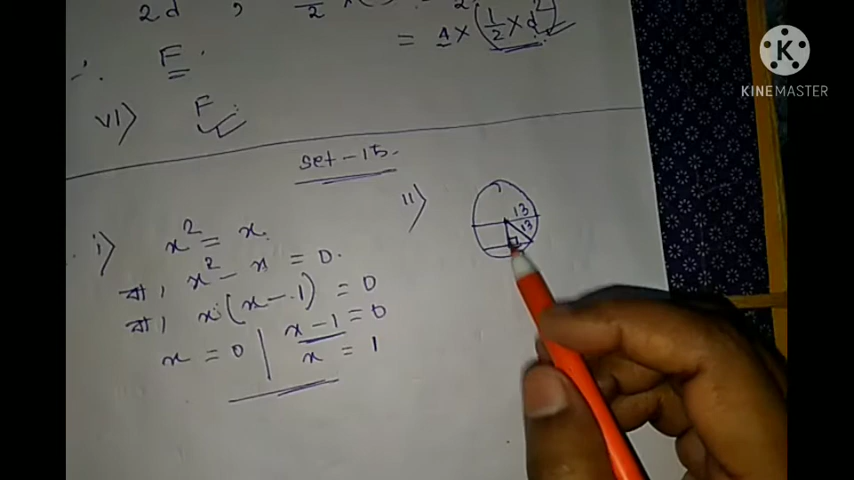 2d , 
= 4 × (1/2 × d²)
∴ F
vi) F
set-15.
i) x² = x
বা, x² - x = 0.
বা, x(x-1) = 0
x = 0 | x-1 = 0
x = 1
ii)
13
13
K
KINEMASTER